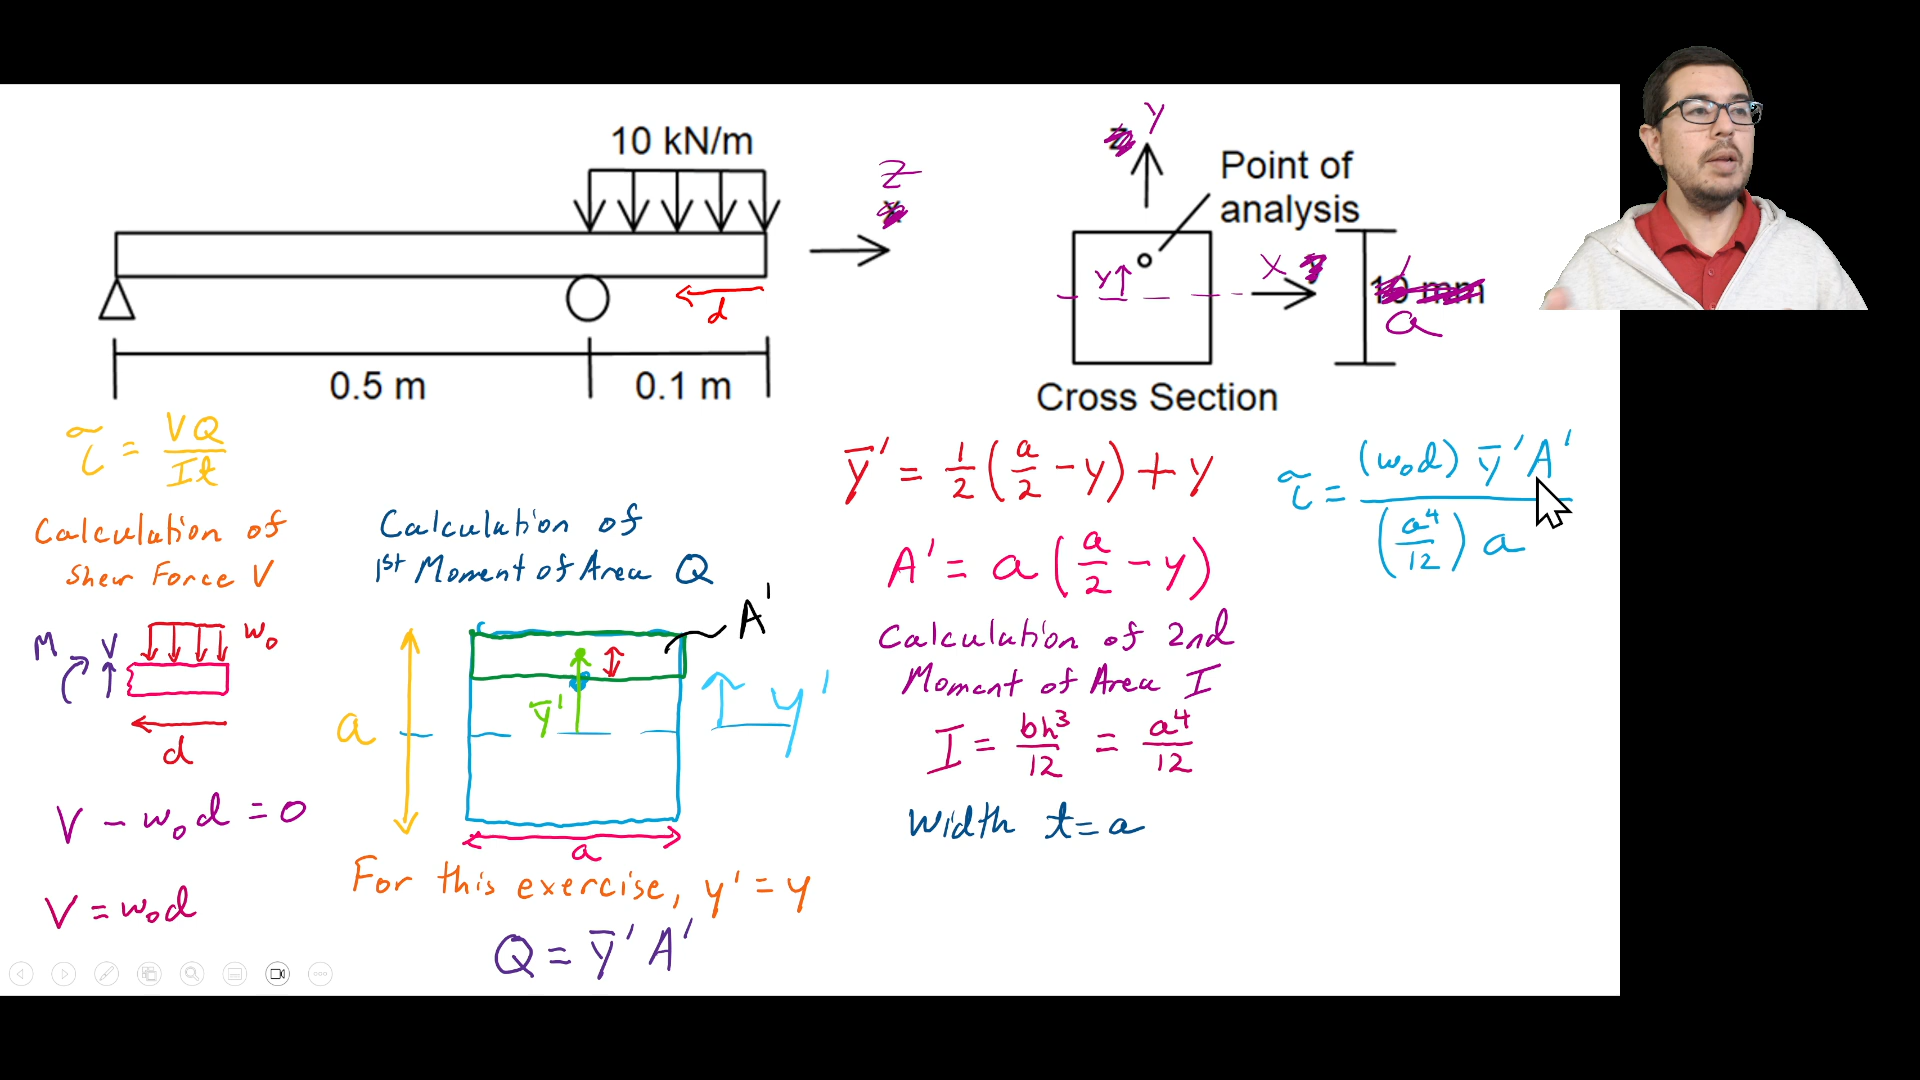 10 kN/m
Z
Y
Point of
analysis
y
X
10 mm
a
d
0.5 m
0.1 m
Cross Section
τ = VQ / It
Calculation of
Shear Force V
M
V
w₀
d
V - w₀d = 0
V = w₀d
Calculation of
1st Moment of Area Q
A'
a
ȳ'
y'
a
For this exercise, y' = y
Q = ȳ' A'
ȳ' = 1/2 (a/2 - y) + y
A' = a (a/2 - y)
Calculation of 2nd
Moment of Area I
I = bh³/12 = a⁴/12
Width t = a
τ = (w₀d) ȳ' A' / (a⁴/12) a